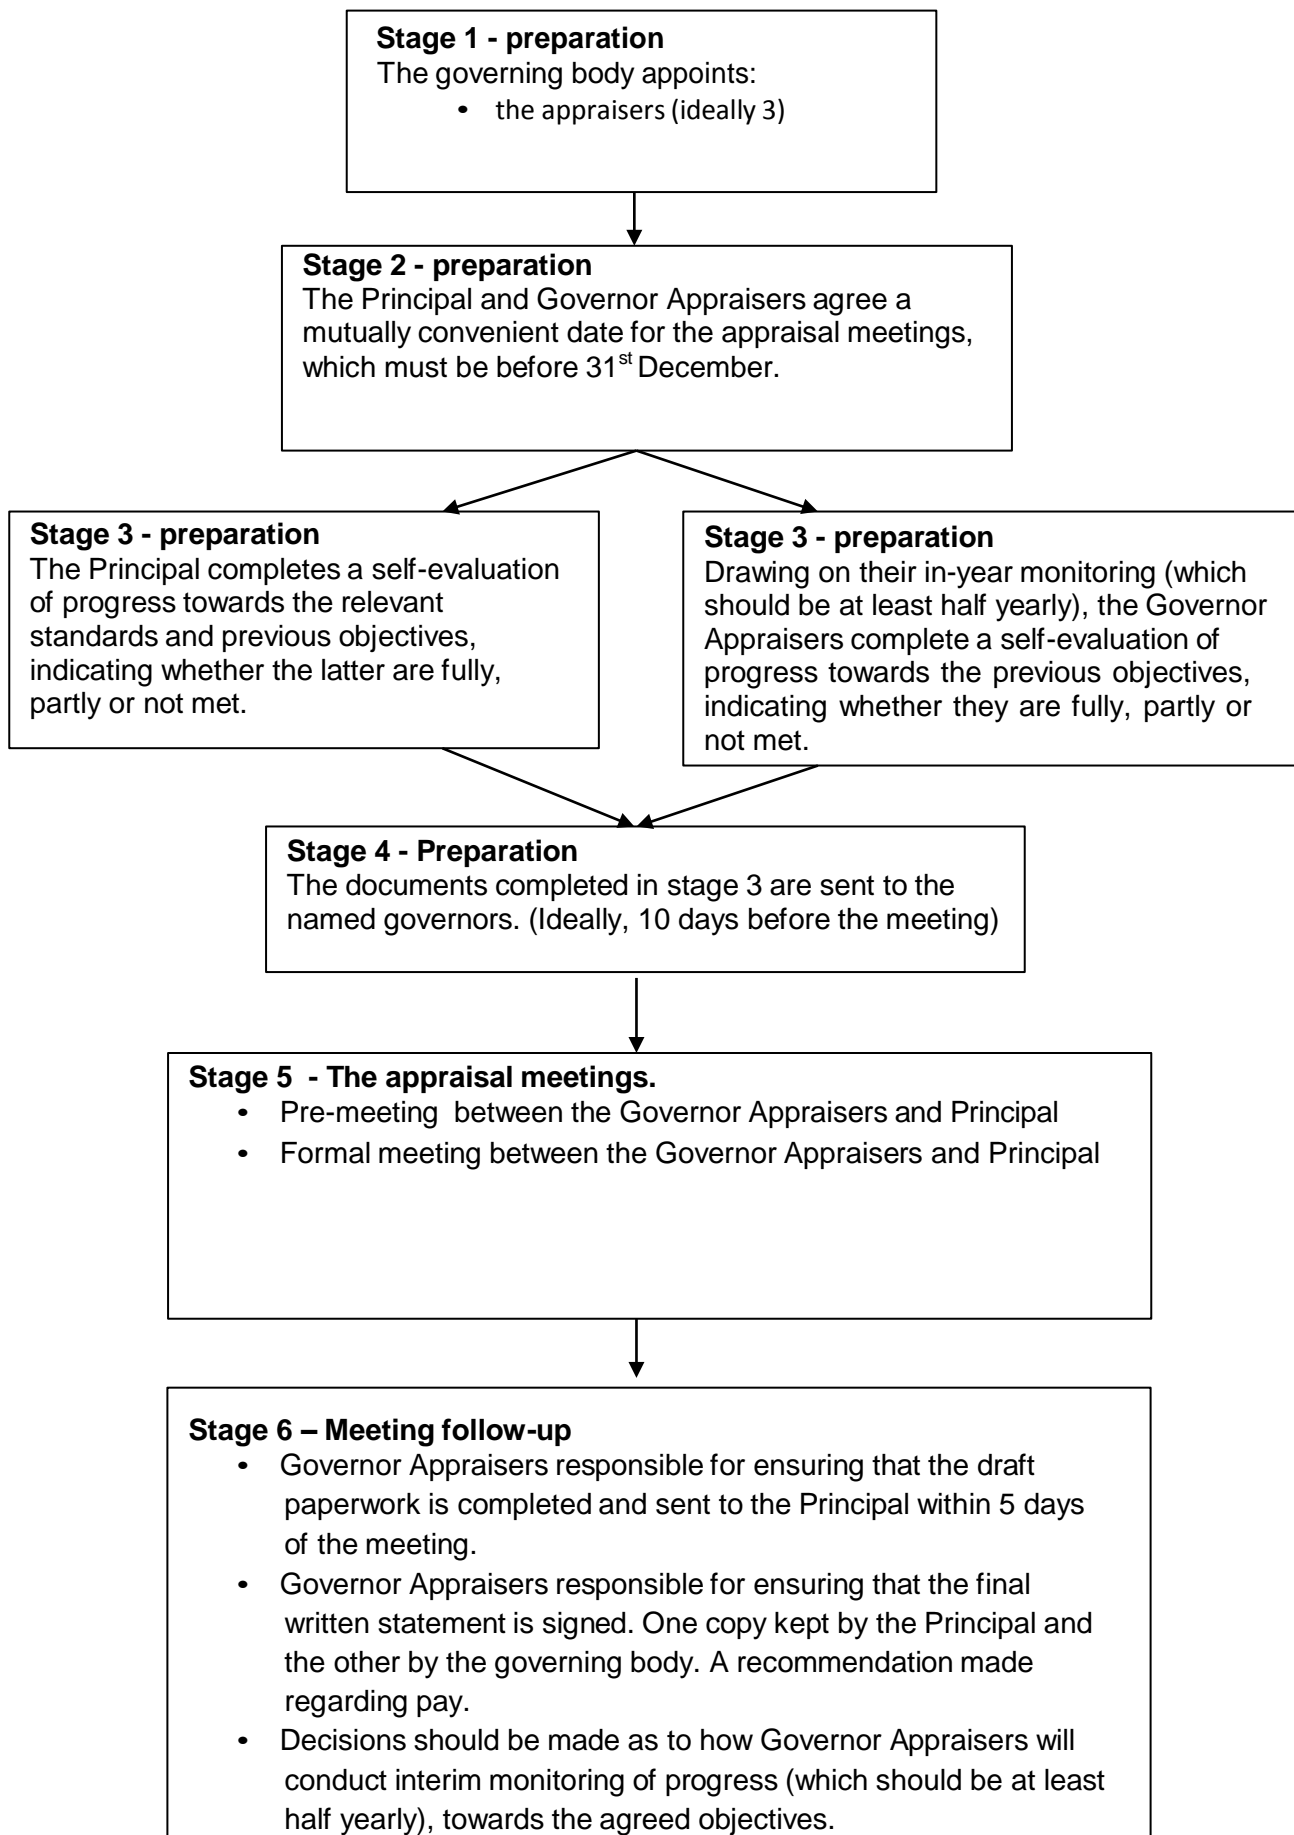 Stage 1 - preparation
The governing body appoints:
• the appraisers (ideally 3)
Stage 2 - preparation
The Principal and Governor Appraisers agree a
mutually convenient date for the appraisal meetings,
which must be before 31st December.
Stage 3 - preparation
The Principal completes a self-evaluation
of progress towards the relevant
standards and previous objectives,
indicating whether the latter are fully,
partly or not met.
Stage 3 - preparation
Drawing on their in-year monitoring (which
should be at least half yearly), the Governor
Appraisers complete a self-evaluation of
progress towards the previous objectives,
indicating whether they are fully, partly or
not met.
Stage 4 - Preparation
The documents completed in stage 3 are sent to the
named governors. (Ideally, 10 days before the meeting)
Stage 5 - The appraisal meetings.
• Pre-meeting between the Governor Appraisers and Principal
• Formal meeting between the Governor Appraisers and Principal
Stage 6 – Meeting follow-up
• Governor Appraisers responsible for ensuring that the draft
paperwork is completed and sent to the Principal within 5 days
of the meeting.
• Governor Appraisers responsible for ensuring that the final
written statement is signed. One copy kept by the Principal and
the other by the governing body. A recommendation made
regarding pay.
• Decisions should be made as to how Governor Appraisers will
conduct interim monitoring of progress (which should be at least
half yearly), towards the agreed objectives.